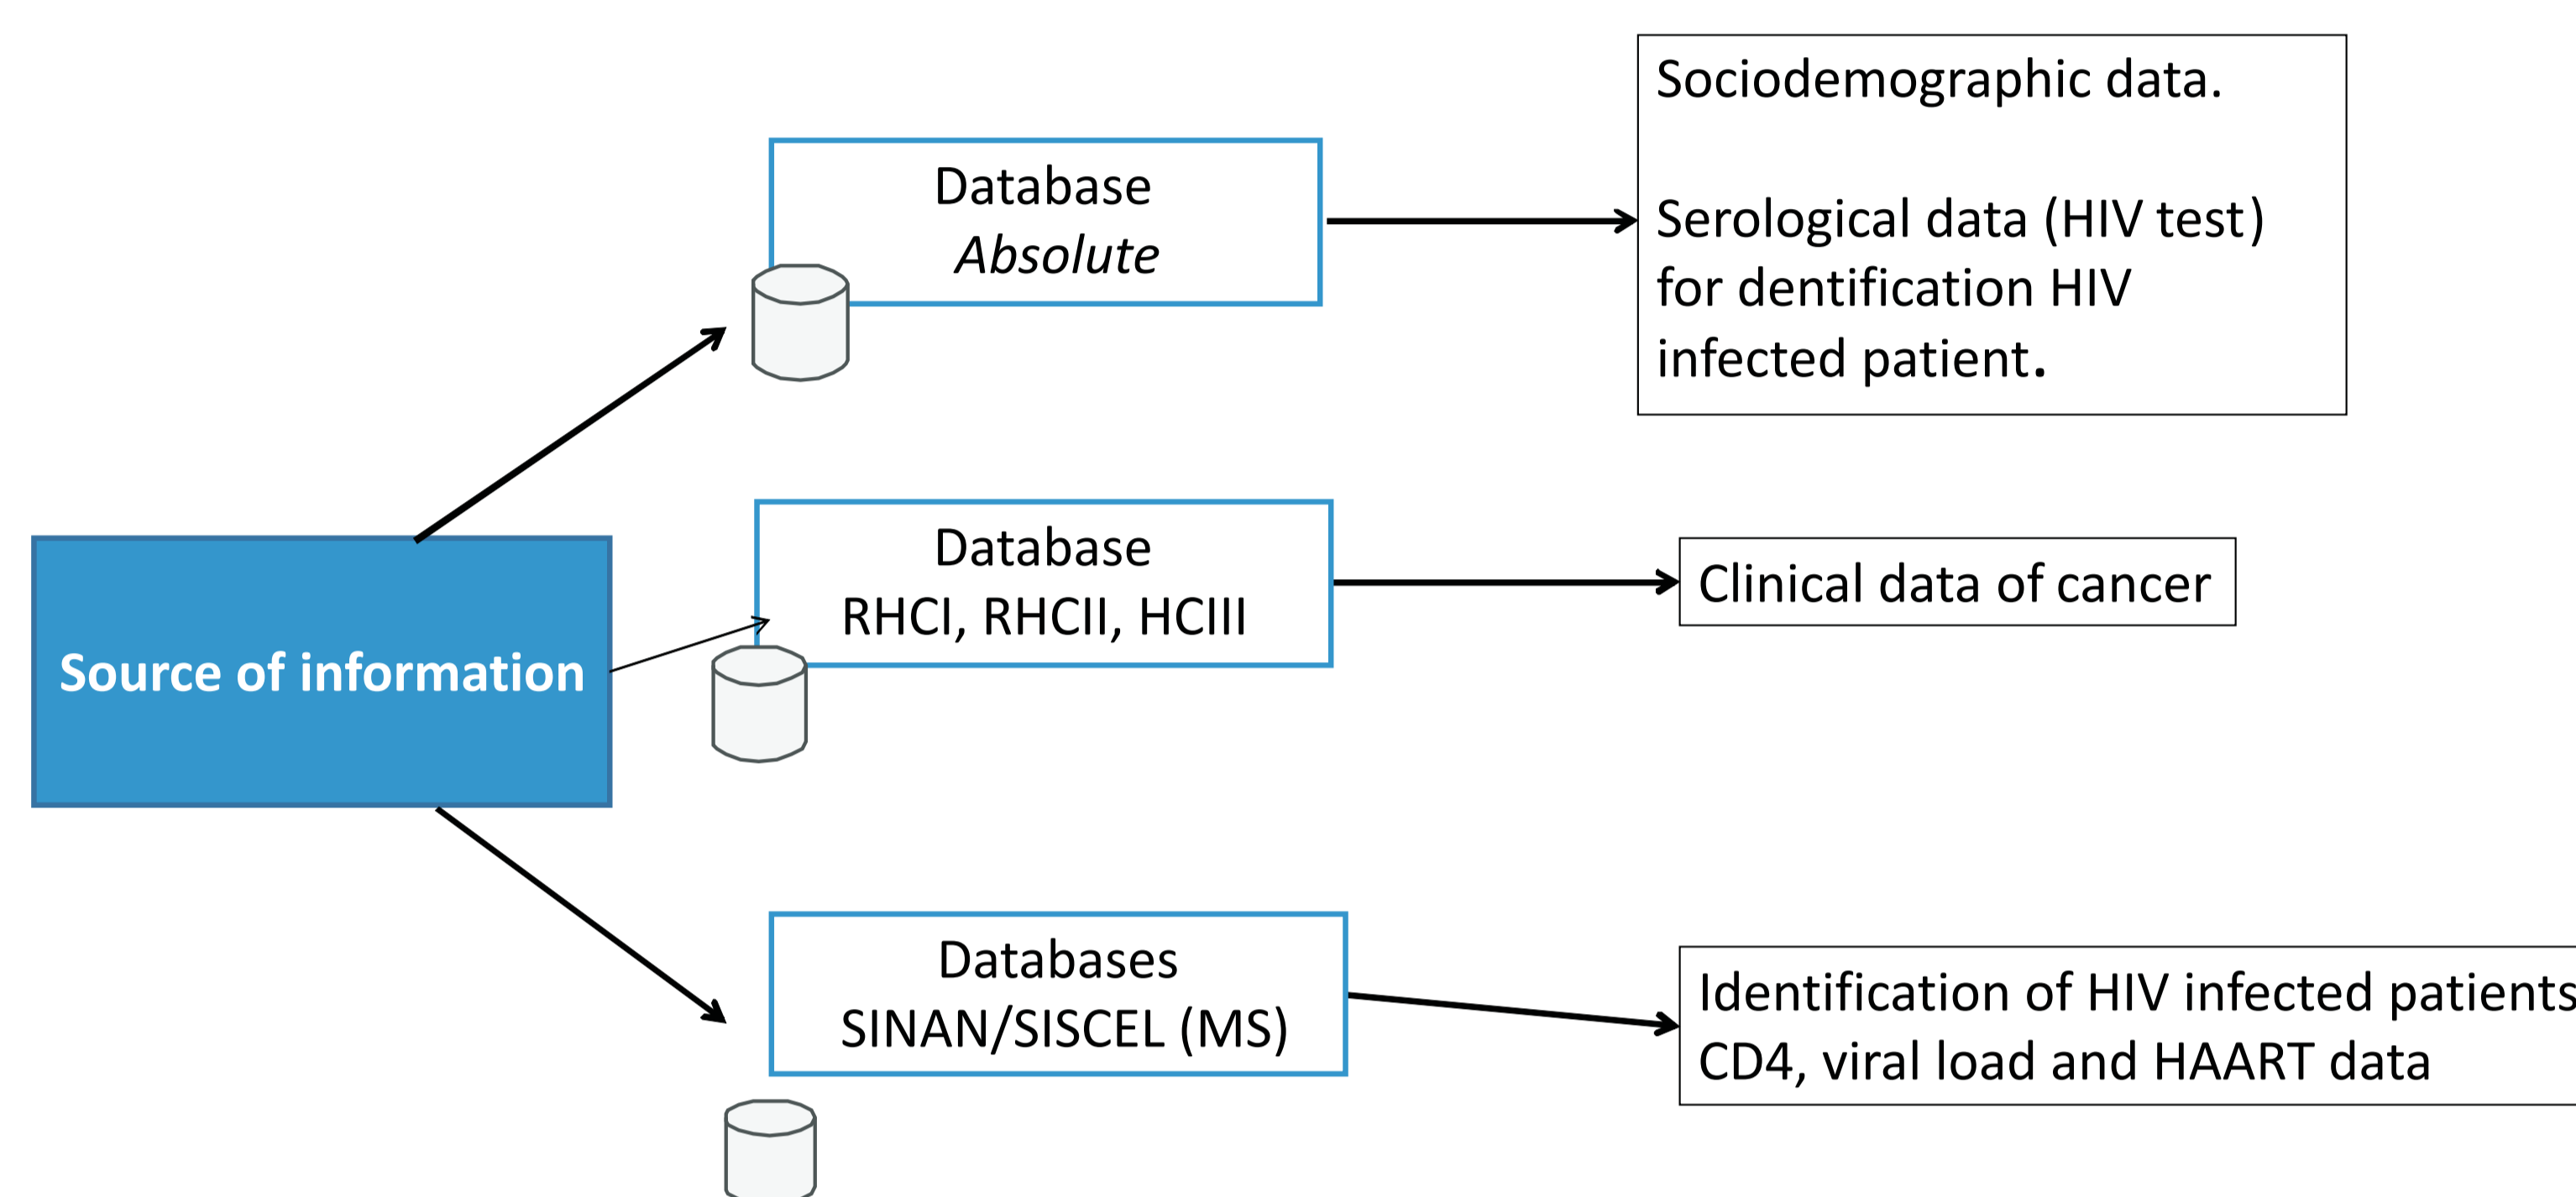 Sociodemographic data.
Serological data (HIV test)
for dentification HIV
infected patient.
Database
Absolute
Database
RHCI, RHCII, HCIII
Clinical data of cancer
Source of information
Databases
SINAN/SISCEL (MS)
Identification of HIV infected patients
CD4, viral load and HAART data